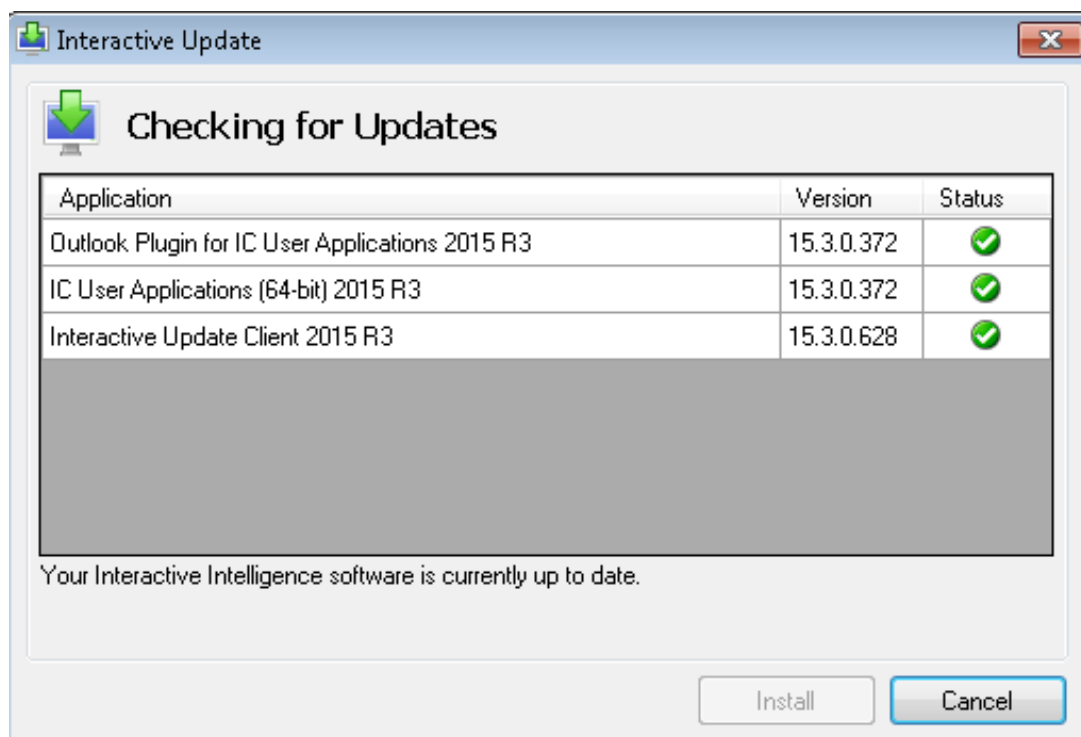 Interactive Update
Checking for Updates
Application Version Status
Outlook Plugin for IC User Applications 2015 R3 15.3.0.372
IC User Applications (64-bit) 2015 R3 15.3.0.372
Interactive Update Client 2015 R3 15.3.0.628
Your Interactive Intelligence software is currently up to date.
Install Cancel